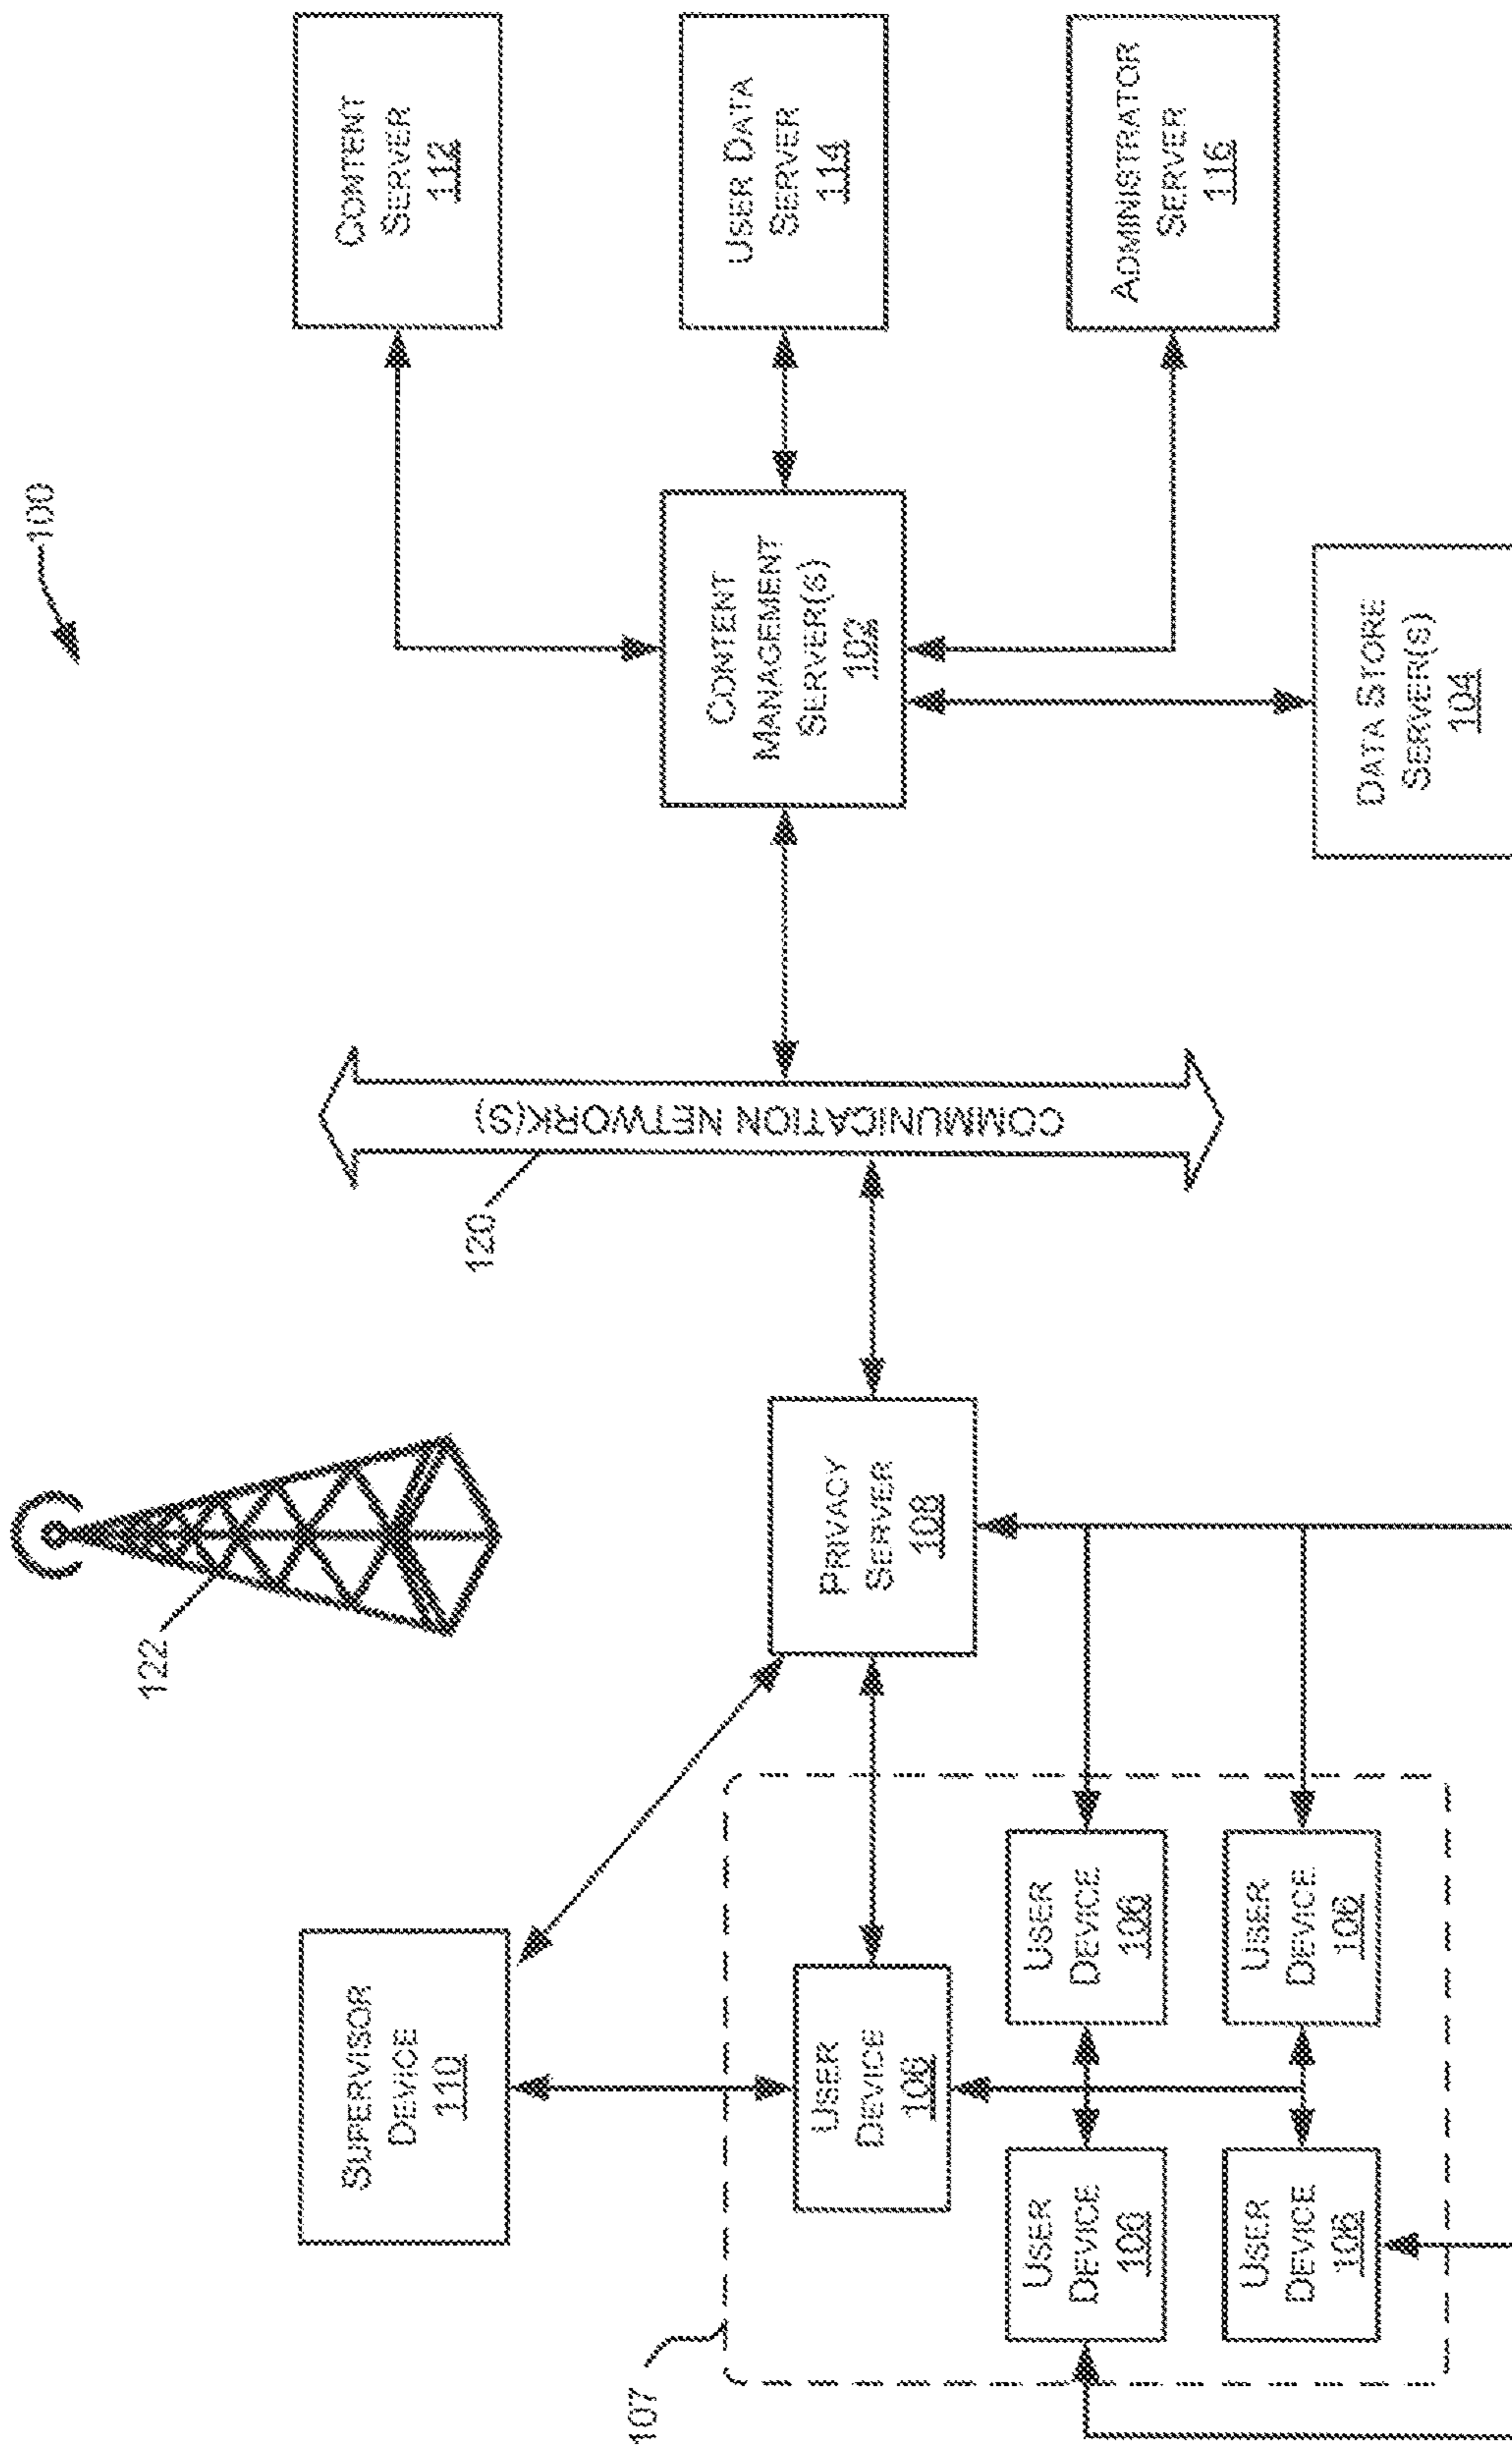 100
122
107
120
SUPERVISOR
DEVICE
110
CONTENT
SERVER
112
COMMUNICATION NETWORK(S)
USER
DEVICE
106
PRIVACY
SERVER
108
CONTENT
MANAGEMENT
SERVER(S)
102
USER DATA
SERVER
114
USER
DEVICE
106
USER
DEVICE
106
ADMINISTRATOR
SERVER
116
USER
DEVICE
106
USER
DEVICE
106
DATA STORE
SERVER(S)
104